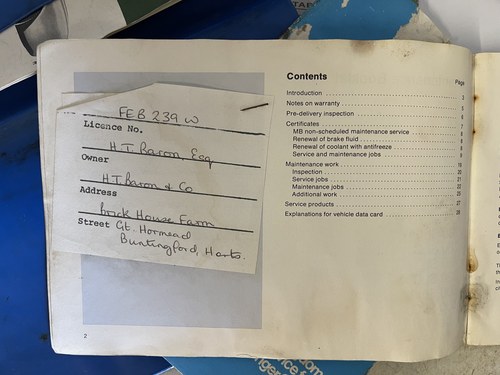 FEB 239 W
Licence No.
H T Baron, Esq
Owner
H T Baron & Co
Address
Brick House Farm
Street Gt. Hormead
Buntingford, Herts.
2
Contents
Page
Introduction
Notes on warranty
Pre-delivery inspection
Certificates
MB non-scheduled maintenance service
Renewal of brake fluid
Renewal of coolant with antifreeze
Service and maintenance jobs
Maintenance work
Inspection
Service jobs
Maintenance jobs
Additional work
Service products
Explanations for vehicle data card